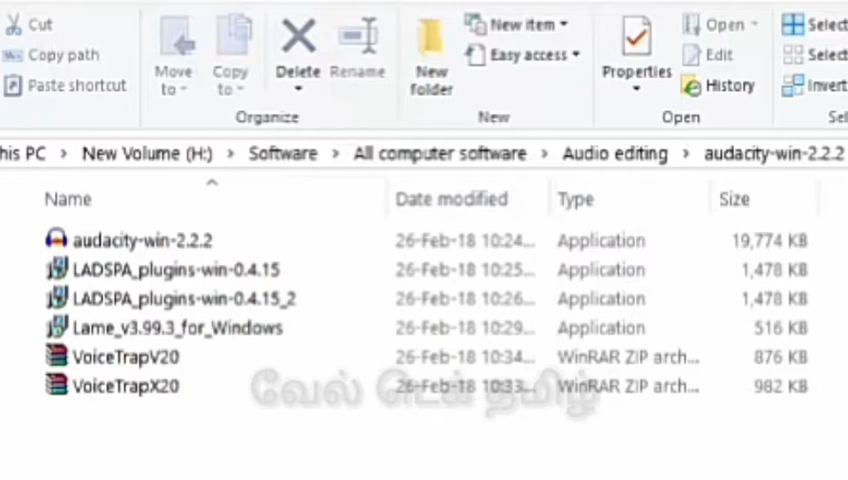 Cut
Copy path
Paste shortcut
Move to
Copy to
Delete
Rename
Organize
New folder
New item
Easy access
New
Properties
Open
Edit
History
Open
Select
Select
Invert
Sel
his PC > New Volume (H:) > Software > All computer software > Audio editing > audacity-win-2.2.2
Name Date modified Type Size
audacity-win-2.2.2 26-Feb-18 10:24... Application 19,774 KB
LADSPA_plugins-win-0.4.15 26-Feb-18 10:25... Application 1,478 KB
LADSPA_plugins-win-0.4.15_2 26-Feb-18 10:26... Application 1,478 KB
Lame_v3.99.3_for_Windows 26-Feb-18 10:29... Application 516 KB
VoiceTrapV20 26-Feb-18 10:34... WinRAR ZIP arch... 876 KB
VoiceTrapX20 26-Feb-18 10:33... WinRAR ZIP arch... 982 KB
வேல் டெக் தமிழ்